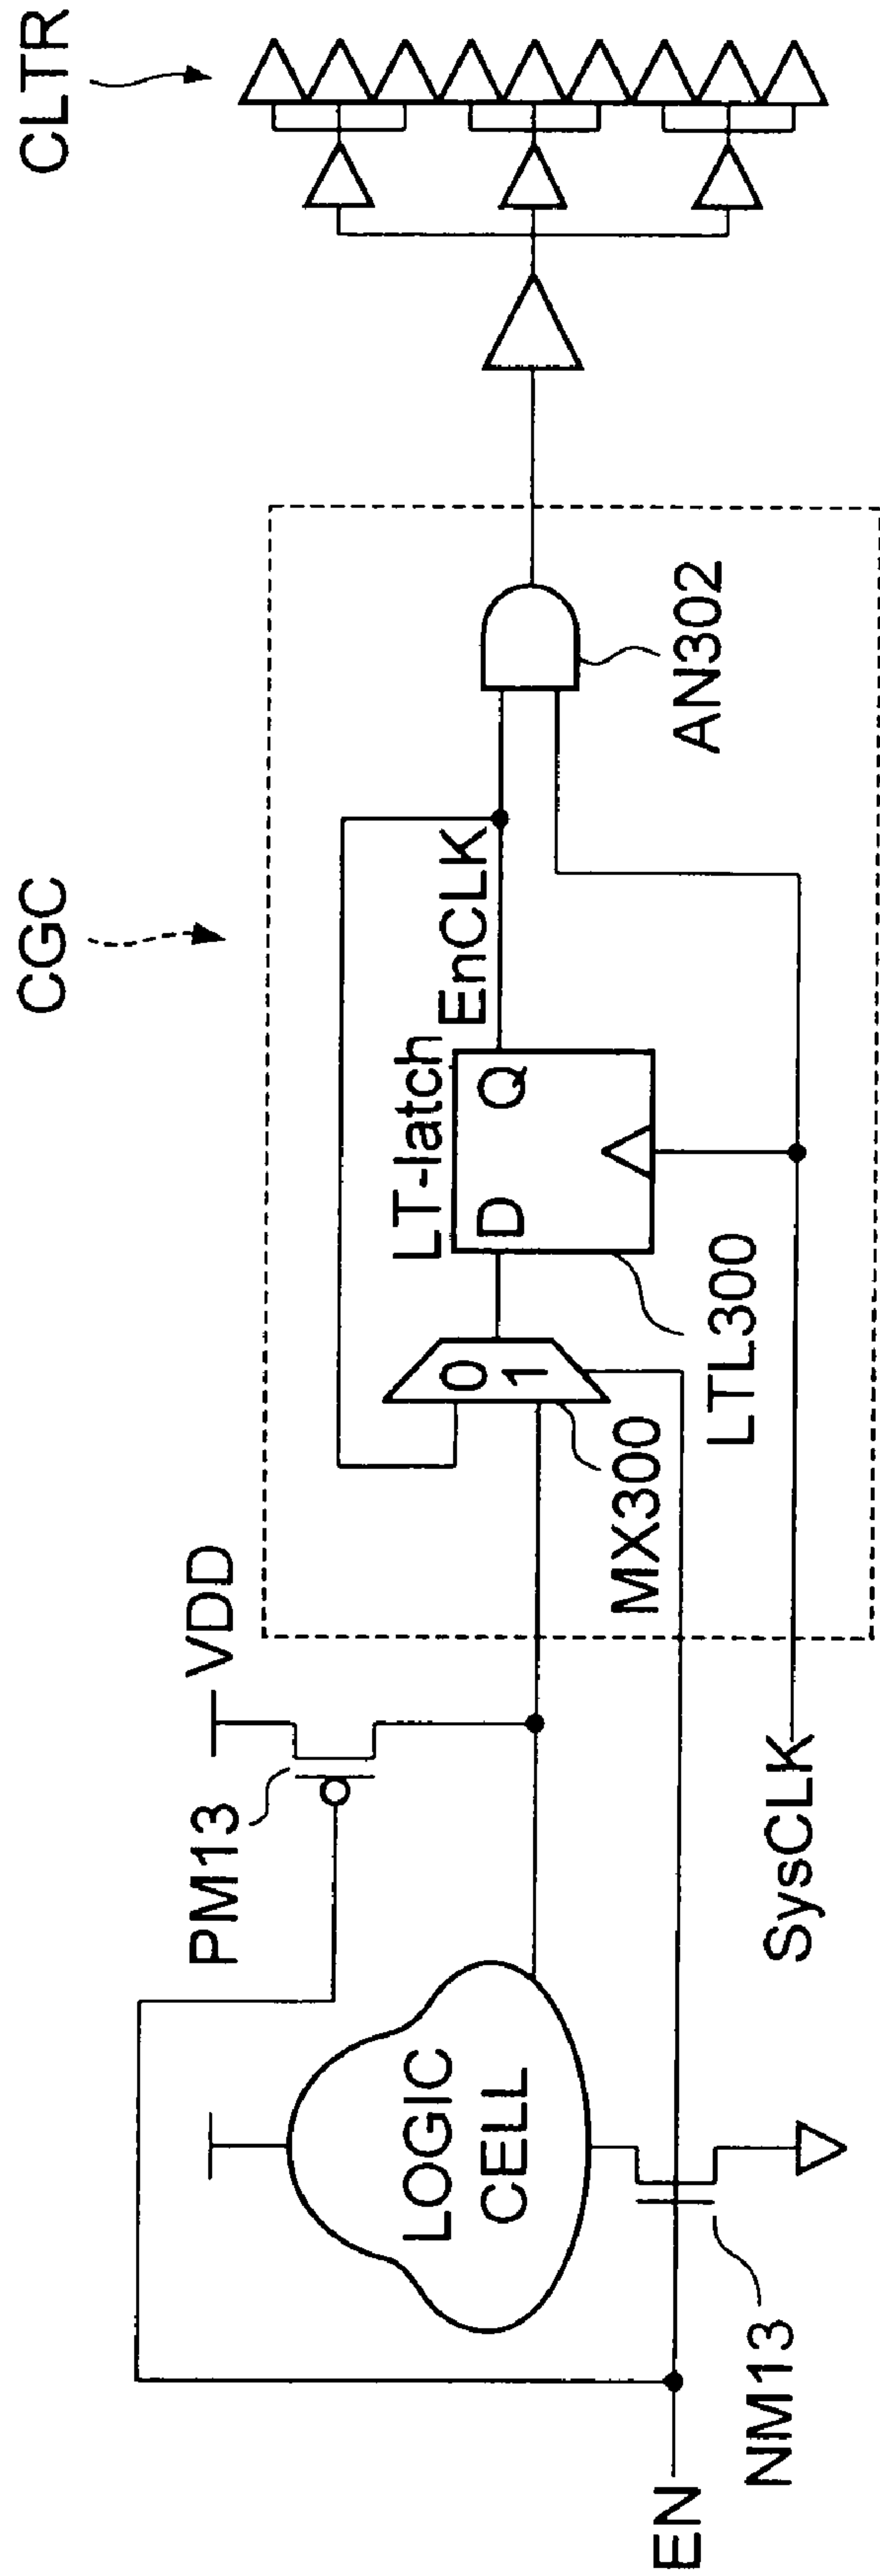 CGC
CLTR
VDD
PM13
LT-latch
EnCLK
LOGIC
CELL
0
1
D
Q
MX300
LTL300
AN302
EN
NM13
SysCLK